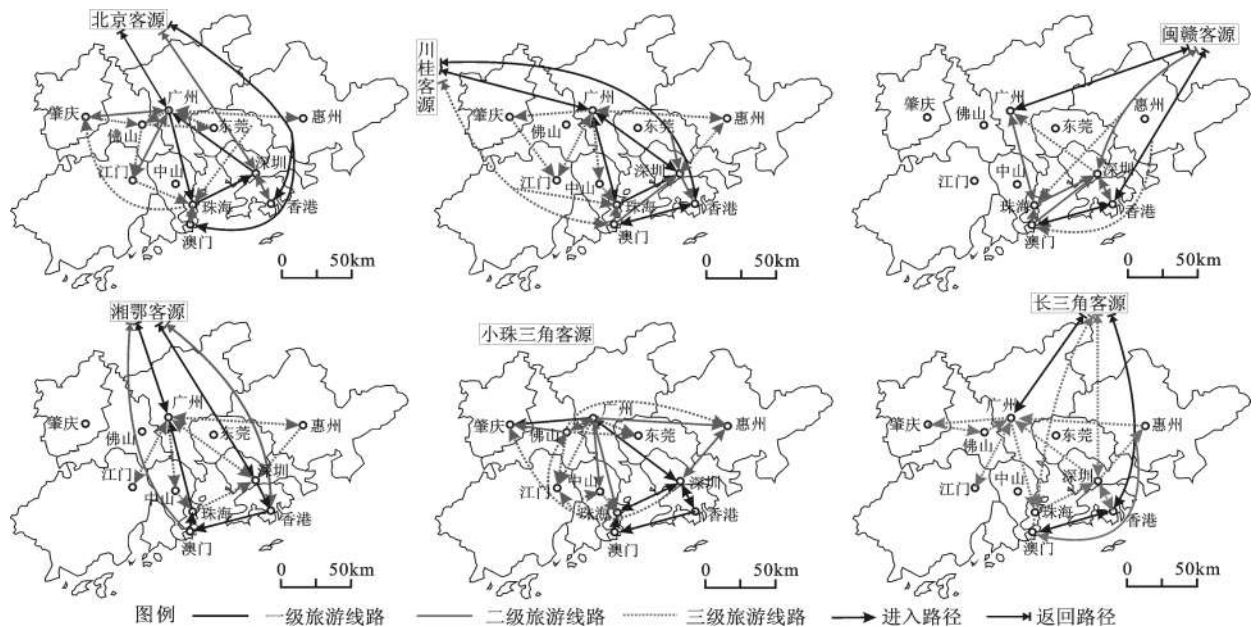 北京客源
广州
肇庆
佛山
东莞
惠州
江门
中山
深圳
珠海
香港
澳门
0 50km
川桂客源
广州
肇庆
佛山
东莞
惠州
江门
中山
深圳
珠海
香港
澳门
0 50km
闽赣客源
广州
肇庆
佛山
东莞
惠州
江门
中山
深圳
珠海
香港
澳门
0 50km
湘鄂客源
广州
肇庆
佛山
东莞
惠州
江门
中山
深圳
珠海
香港
澳门
0 50km
小珠三角客源
广州
肇庆
佛山
东莞
惠州
江门
中山
深圳
珠海
香港
澳门
0 50km
长三角客源
广州
肇庆
佛山
东莞
惠州
江门
中山
深圳
珠海
香港
澳门
0 50km
图例 一级旅游线路 二级旅游线路 三级旅游线路 进入路径 返回路径